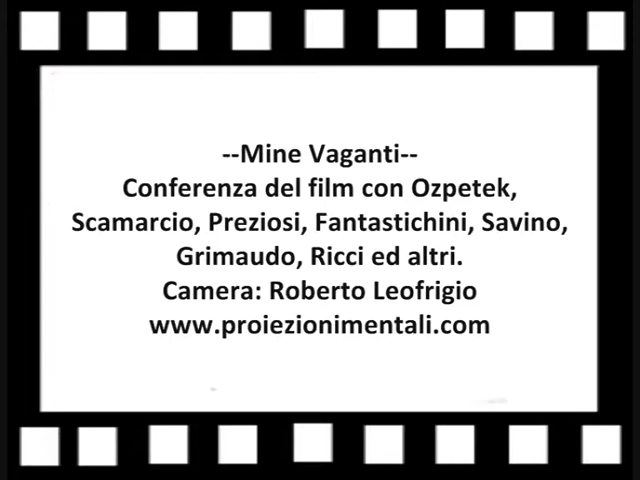 --Mine Vaganti--
Conferenza del film con Ozpetek,
Scamarcio, Preziosi, Fantastichini, Savino,
Grimaudo, Ricci ed altri.
Camera: Roberto Leofrigio
www.proiezionimentali.com